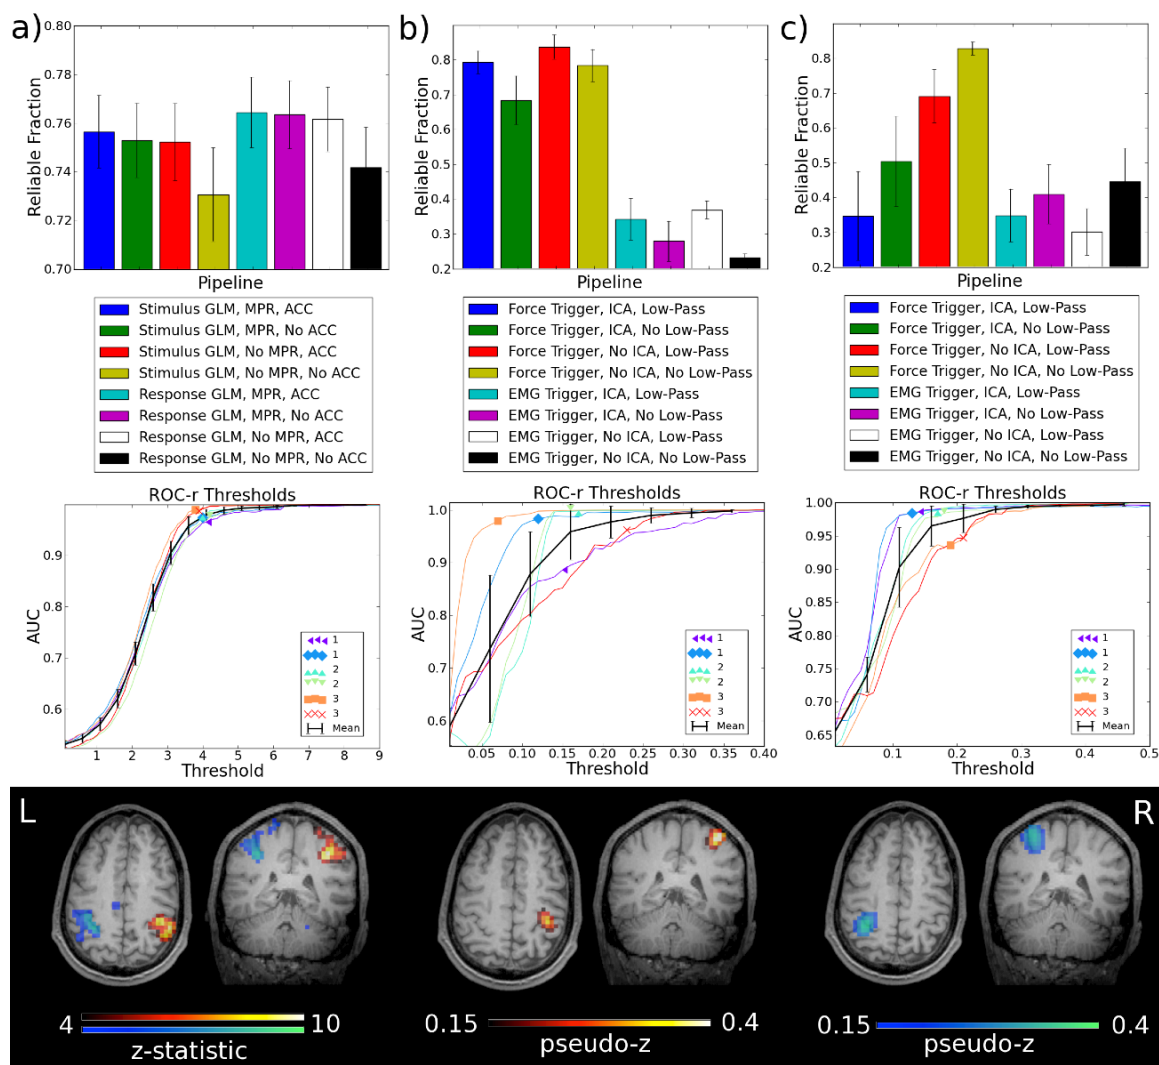 a)
0.80
0.78
0.76
0.74
0.72
0.70
Reliable Fraction
Pipeline
Stimulus GLM, MPR, ACC
Stimulus GLM, MPR, No ACC
Stimulus GLM, No MPR, ACC
Stimulus GLM, No MPR, No ACC
Response GLM, MPR, ACC
Response GLM, MPR, No ACC
Response GLM, No MPR, ACC
Response GLM, No MPR, No ACC
ROC-r Thresholds
0.9
0.8
0.7
0.6
AUC
1
1
2
2
3
3
Mean
1 2 3 4 5 6 7 8 9
Threshold
b)
0.8
0.7
0.6
0.5
0.4
0.3
0.2
Reliable Fraction
Pipeline
Force Trigger, ICA, Low-Pass
Force Trigger, ICA, No Low-Pass
Force Trigger, No ICA, Low-Pass
Force Trigger, No ICA, No Low-Pass
EMG Trigger, ICA, Low-Pass
EMG Trigger, ICA, No Low-Pass
EMG Trigger, No ICA, Low-Pass
EMG Trigger, No ICA, No Low-Pass
ROC-r Thresholds
1.0
0.9
0.8
0.7
0.6
AUC
1
1
2
2
3
3
Mean
0.05 0.10 0.15 0.20 0.25 0.30 0.35 0.40
Threshold
c)
0.8
0.7
0.6
0.5
0.4
0.3
0.2
Reliable Fraction
Pipeline
Force Trigger, ICA, Low-Pass
Force Trigger, ICA, No Low-Pass
Force Trigger, No ICA, Low-Pass
Force Trigger, No ICA, No Low-Pass
EMG Trigger, ICA, Low-Pass
EMG Trigger, ICA, No Low-Pass
EMG Trigger, No ICA, Low-Pass
EMG Trigger, No ICA, No Low-Pass
ROC-r Thresholds
1.00
0.95
0.90
0.85
0.80
0.75
0.70
0.65
AUC
1
1
2
2
3
3
Mean
0.1 0.2 0.3 0.4 0.5
Threshold
L
R
4 10
z-statistic
0.15 0.4
pseudo-z
0.15 0.4
pseudo-z